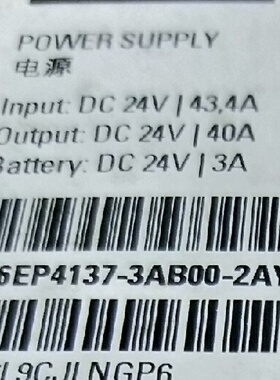 POWER SUPPLY
电源
Input: DC 24V | 43,4A
Output: DC 24V | 40A
Battery: DC 24V | 3A
6EP4137-3AB00-2AY
L9CJLNGP6